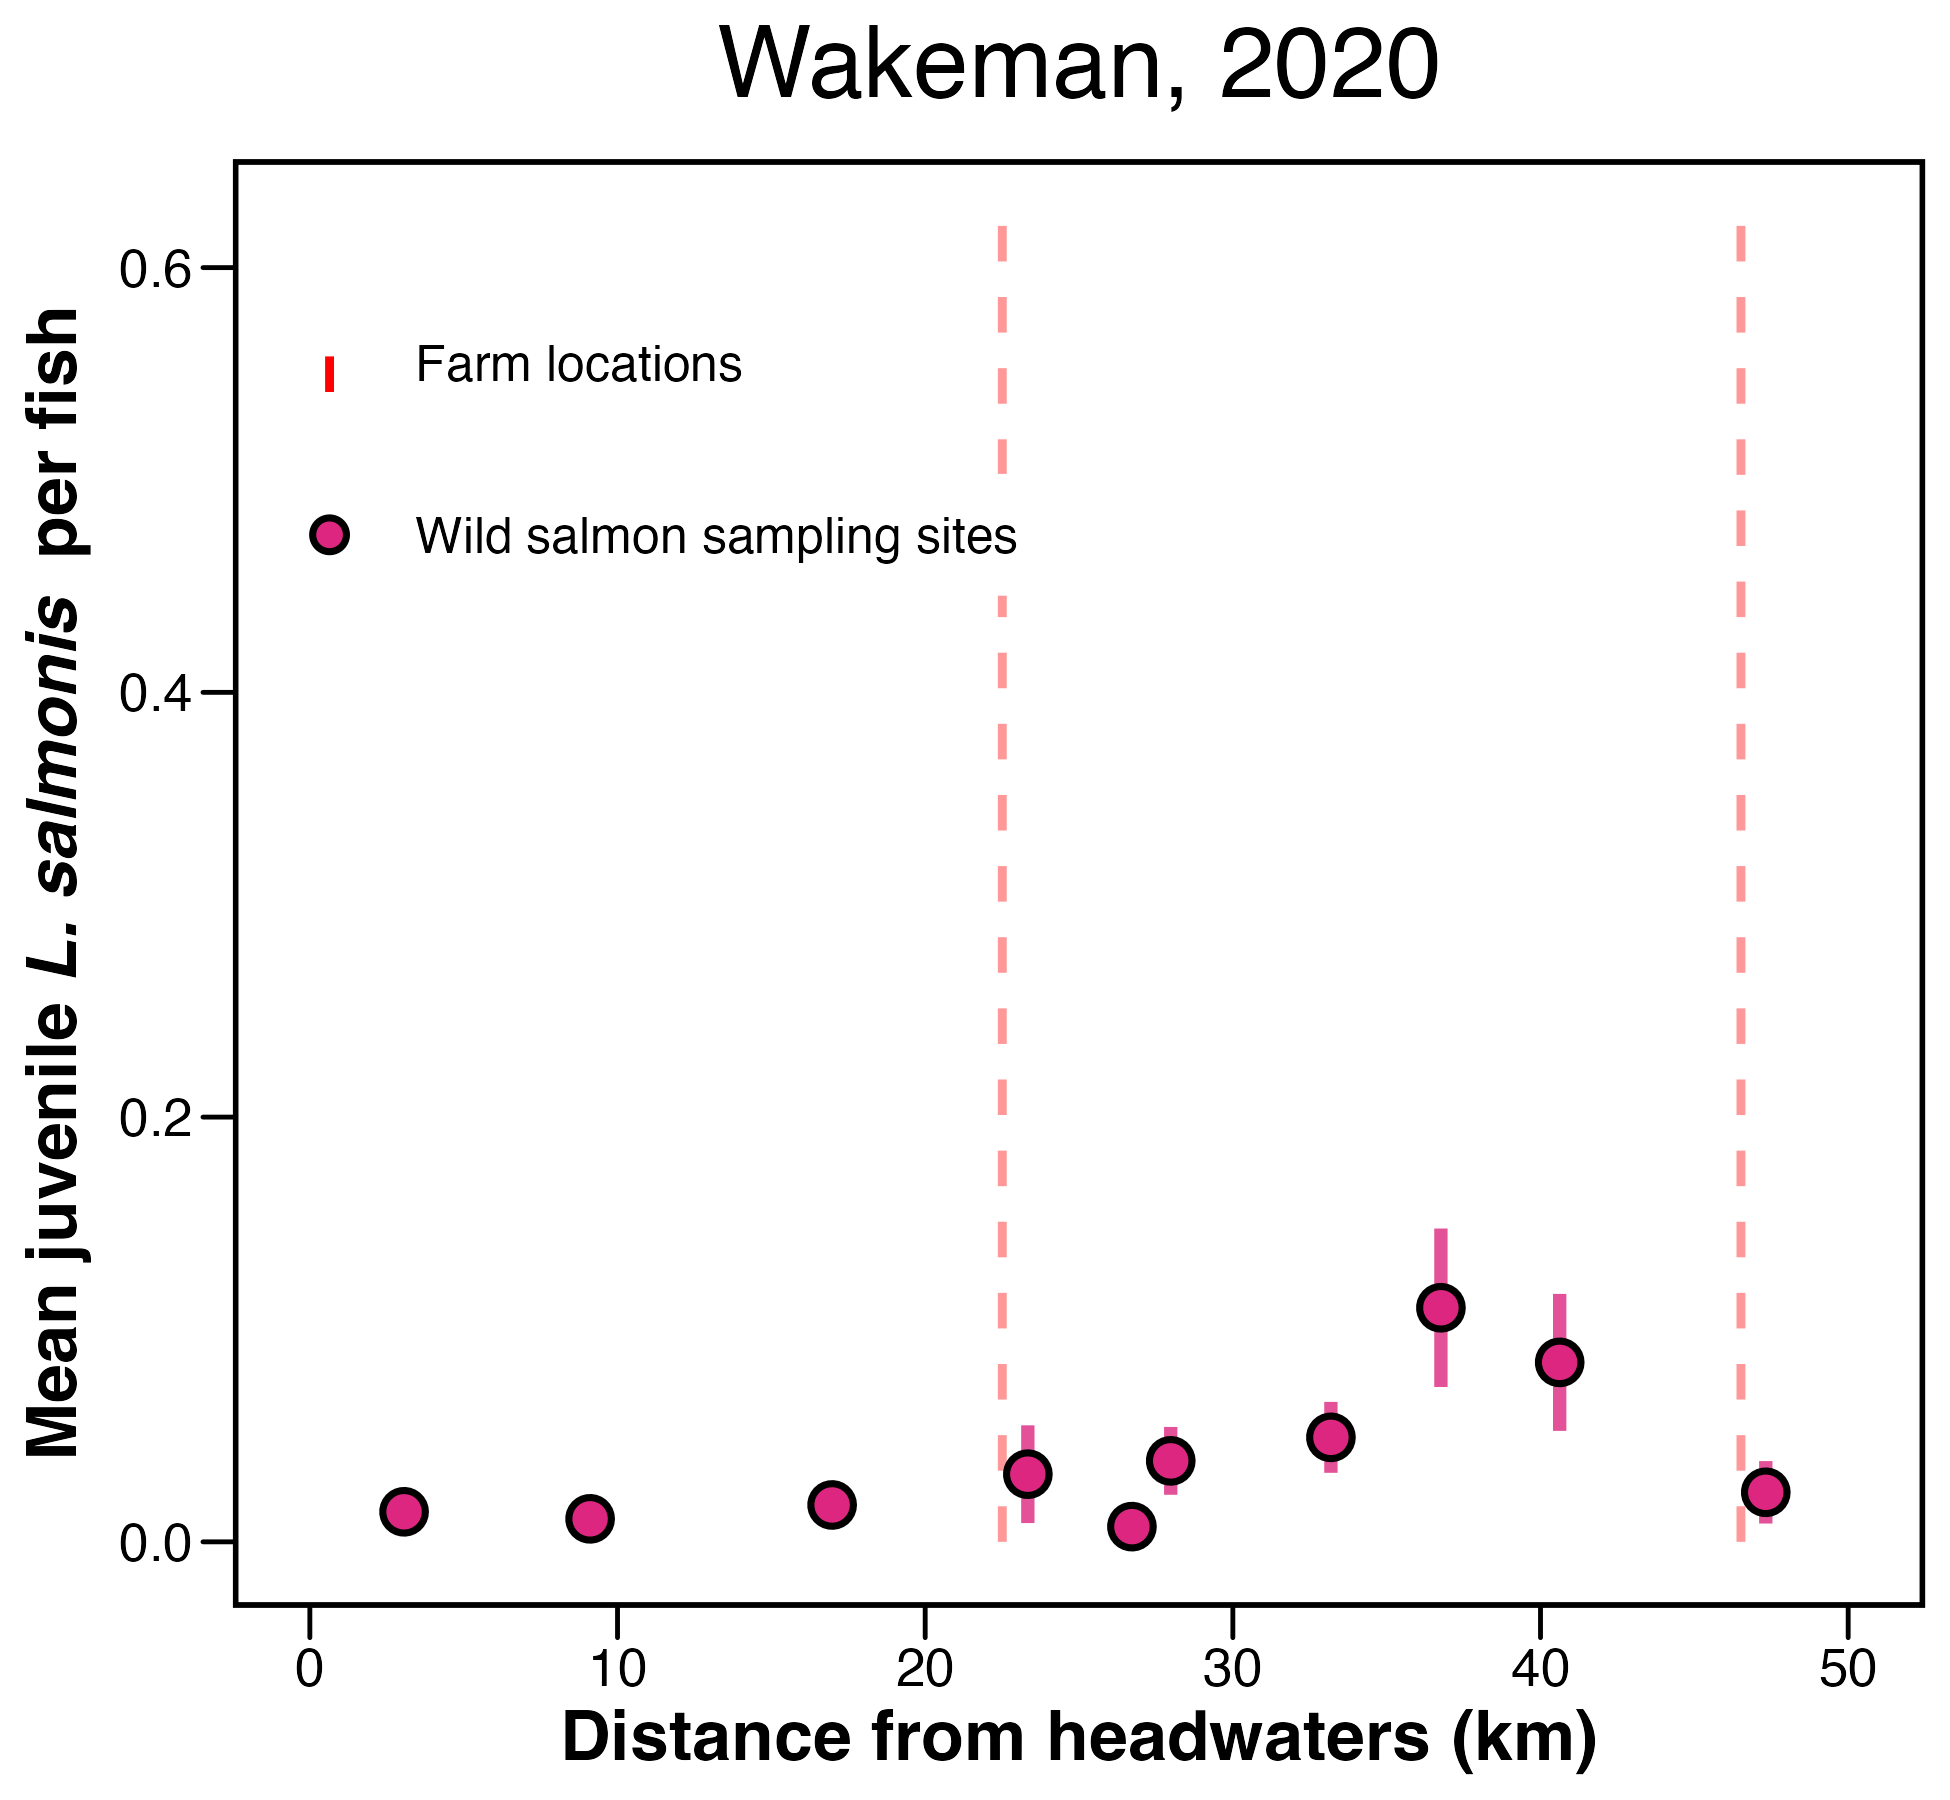 Wakeman, 2020
Mean juvenile L. salmonis per fish
0.6
0.4
0.2
0.0
Farm locations
Wild salmon sampling sites
0 10 20 30 40 50
Distance from headwaters (km)